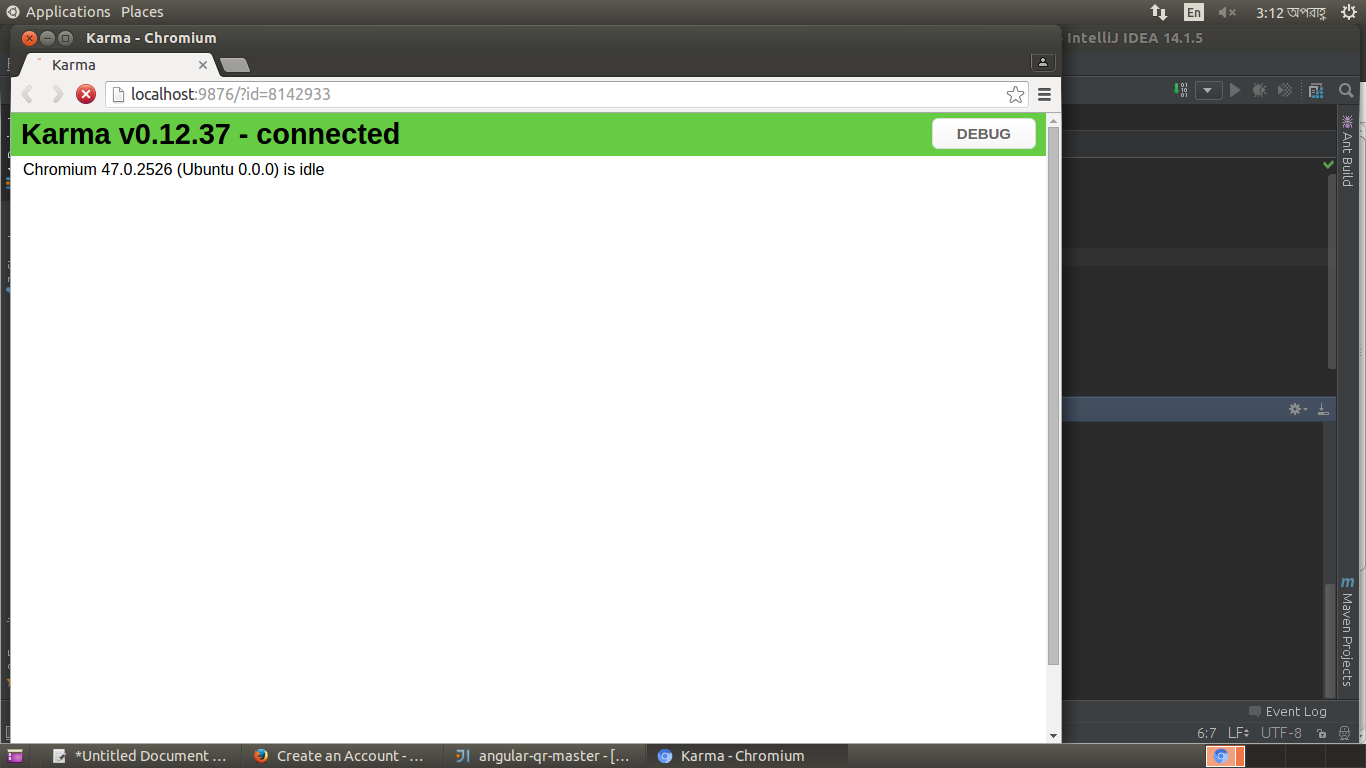 Applications Places
En
3:12 অপরাহ্ণ
Karma - Chromium
IntelliJ IDEA 14.1.5
Karma
localhost:9876/?id=8142933
Karma v0.12.37 - connected
DEBUG
Chromium 47.0.2526 (Ubuntu 0.0.0) is idle
Ant Build
Maven Projects
Event Log
6:7 LF UTF-8
*Untitled Document ...
Create an Account - ...
angular-qr-master - [...
Karma - Chromium